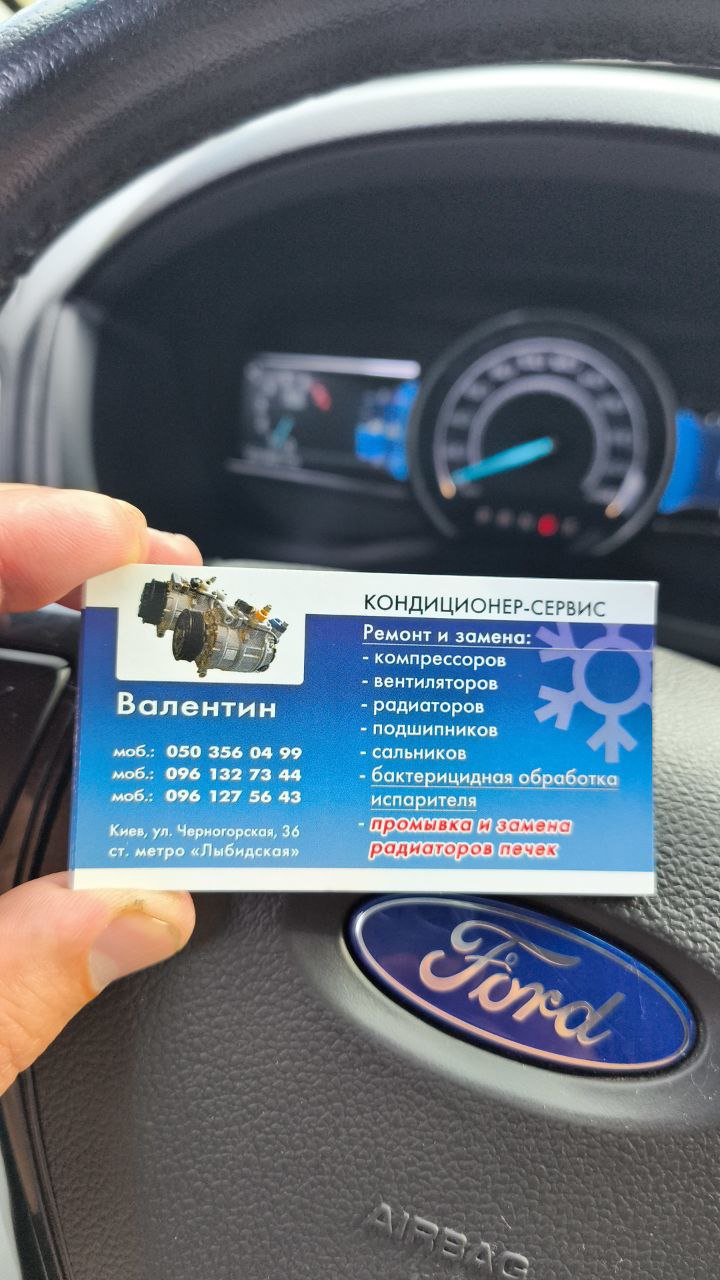 КОНДИЦИОНЕР-СЕРВИС
Ремонт и замена:
- компрессоров
- вентиляторов
- радиаторов
- подшипников
- сальников
- бактерицидная обработка
испарителя
- промывка и замена
радиаторов печек
Валентин
моб.: 050 356 04 99
моб.: 096 132 73 44
моб.: 096 127 56 43
Киев, ул. Черногорская, 36
ст. метро «Лыбидская»
Ford
AIRBAG